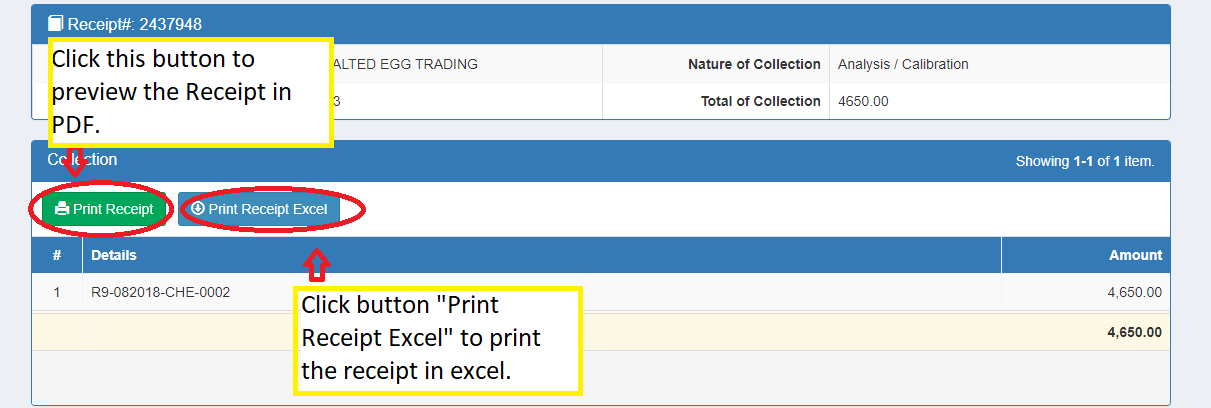 Receipt#: 2437948
Click this button to
preview the Receipt in
PDF.
ALTED EGG TRADING
Nature of Collection
Analysis / Calibration
3
Total of Collection
4650.00
Collection
Showing 1-1 of 1 item.
Print Receipt
Print Receipt Excel
#
Details
Amount
1
R9-082018-CHE-0002
4,650.00
4,650.00
Click button "Print
Receipt Excel" to print
the receipt in excel.